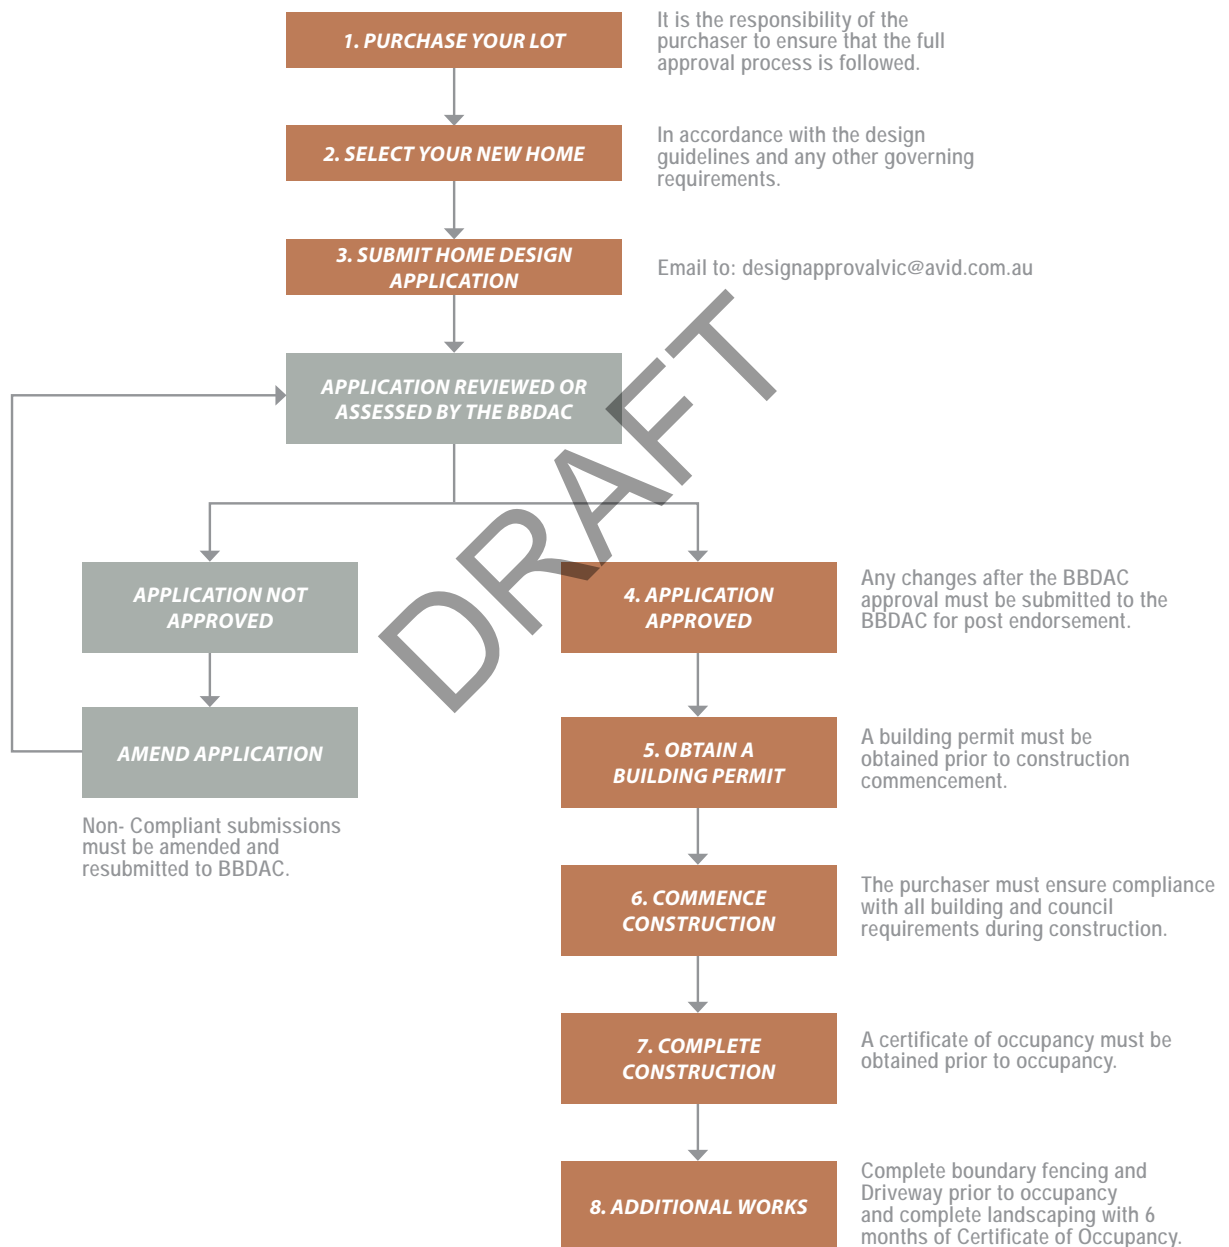 1. PURCHASE YOUR LOT
It is the responsibility of the
purchaser to ensure that the full
approval process is followed.
2. SELECT YOUR NEW HOME
In accordance with the design
guidelines and any other governing
requirements.
3. SUBMIT HOME DESIGN
APPLICATION
Email to: designapprovalvic@avid.com.au
APPLICATION REVIEWED OR
ASSESSED BY THE BBDAC
DRAFT
APPLICATION NOT
APPROVED
4. APPLICATION
APPROVED
Any changes after the BBDAC
approval must be submitted to the
BBDAC for post endorsement.
AMEND APPLICATION
Non- Compliant submissions
must be amended and
resubmitted to BBDAC.
5. OBTAIN A
BUILDING PERMIT
A building permit must be
obtained prior to construction
commencement.
6. COMMENCE
CONSTRUCTION
The purchaser must ensure compliance
with all building and council
requirements during construction.
7. COMPLETE
CONSTRUCTION
A certificate of occupancy must be
obtained prior to occupancy.
8. ADDITIONAL WORKS
Complete boundary fencing and
Driveway prior to occupancy
and complete landscaping with 6
months of Certificate of Occupancy.